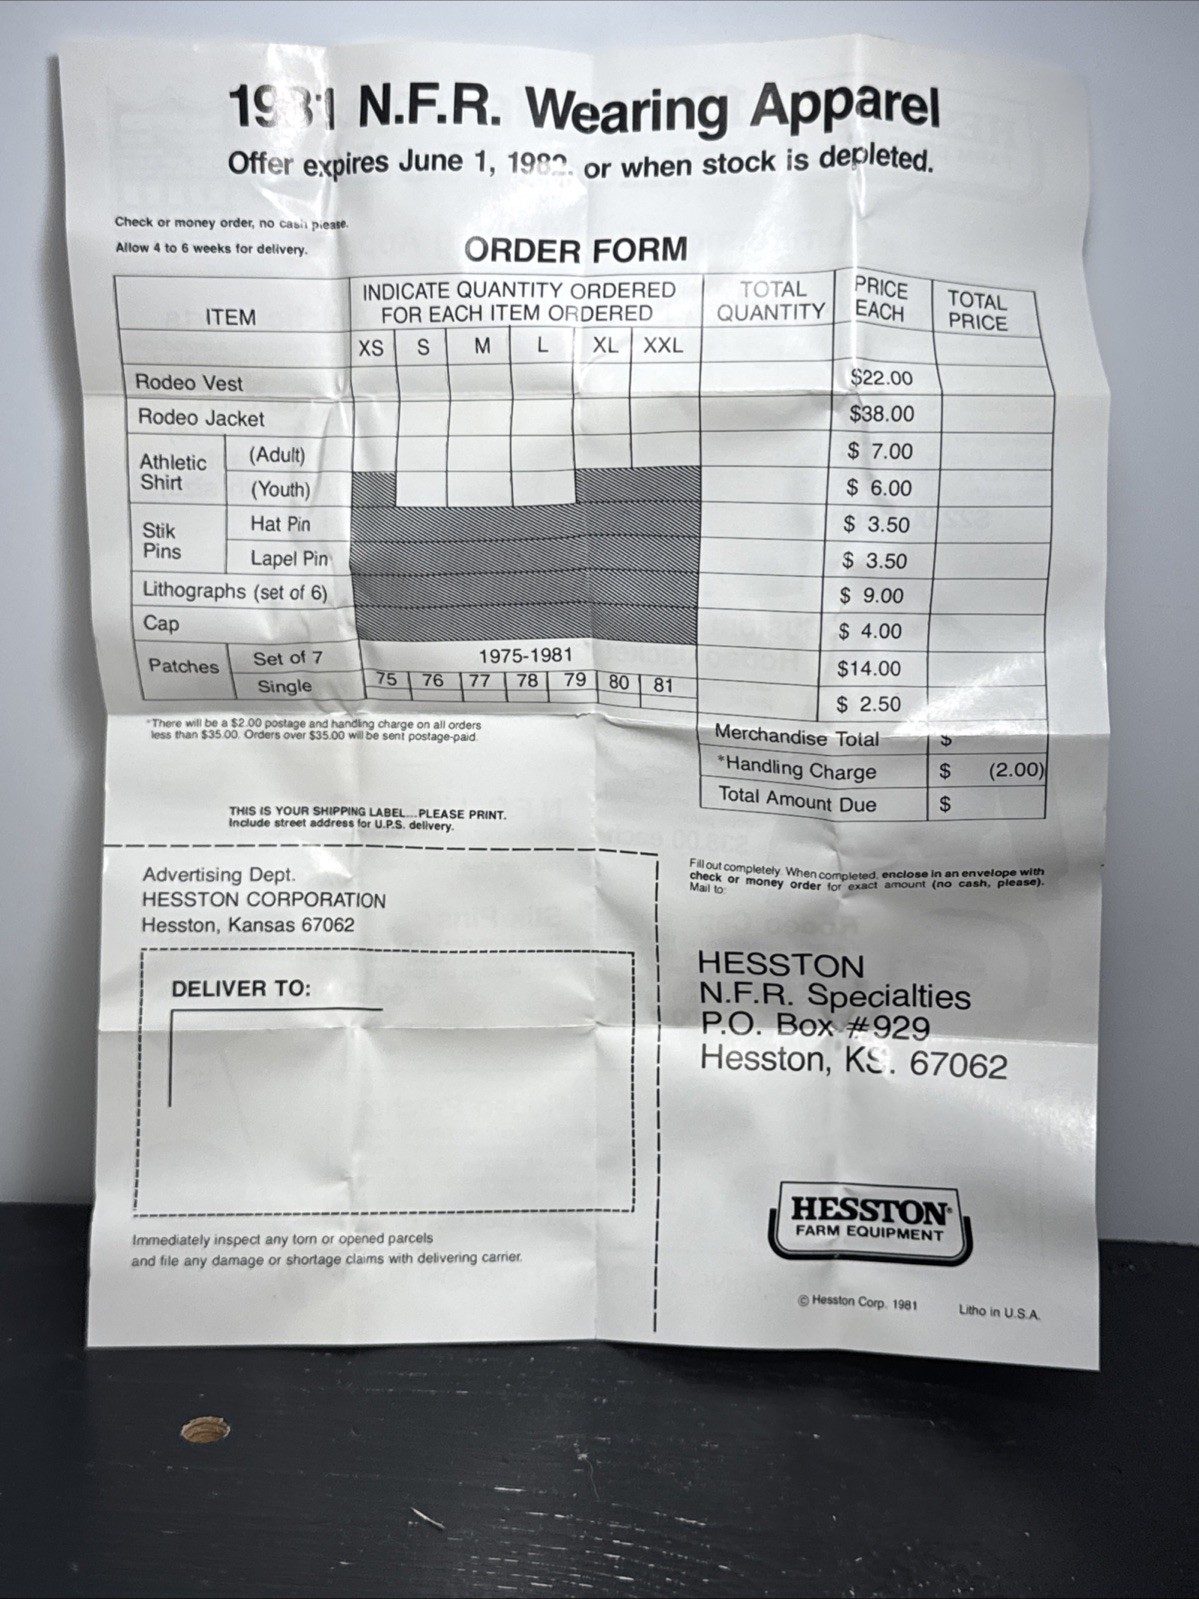 1981 N.F.R. Wearing Apparel
Offer expires June 1, 1982, or when stock is depleted.
Check or money order, no cash please.
Allow 4 to 6 weeks for delivery.
ORDER FORM
ITEM
INDICATE QUANTITY ORDERED
FOR EACH ITEM ORDERED
TOTAL
QUANTITY
PRICE
EACH
TOTAL
PRICE
XS S M L XL XXL
Rodeo Vest $22.00
Rodeo Jacket $38.00
Athletic
Shirt
(Adult) $ 7.00
(Youth) $ 6.00
Stik
Pins
Hat Pin $ 3.50
Lapel Pin $ 3.50
Lithographs (set of 6) $ 9.00
Cap $ 4.00
Patches
Set of 7 1975-1981 $14.00
Single 75 76 77 78 79 80 81 $ 2.50
*There will be a $2.00 postage and handling charge on all orders
less than $35.00. Orders over $35.00 will be sent postage-paid.
Merchandise Total $
*Handling Charge $ (2.00)
Total Amount Due $
THIS IS YOUR SHIPPING LABEL...PLEASE PRINT.
Include street address for U.P.S. delivery.
Advertising Dept.
HESSTON CORPORATION
Hesston, Kansas 67062
DELIVER TO:
Immediately inspect any torn or opened parcels
and file any damage or shortage claims with delivering carrier.
Fill out completely. When completed, enclose in an envelope with
check or money order for exact amount (no cash, please).
Mail to:
HESSTON
N.F.R. Specialties
P.O. Box #929
Hesston, KS. 67062
HESSTON®
FARM EQUIPMENT
© Hesston Corp. 1981
Litho in U.S.A.